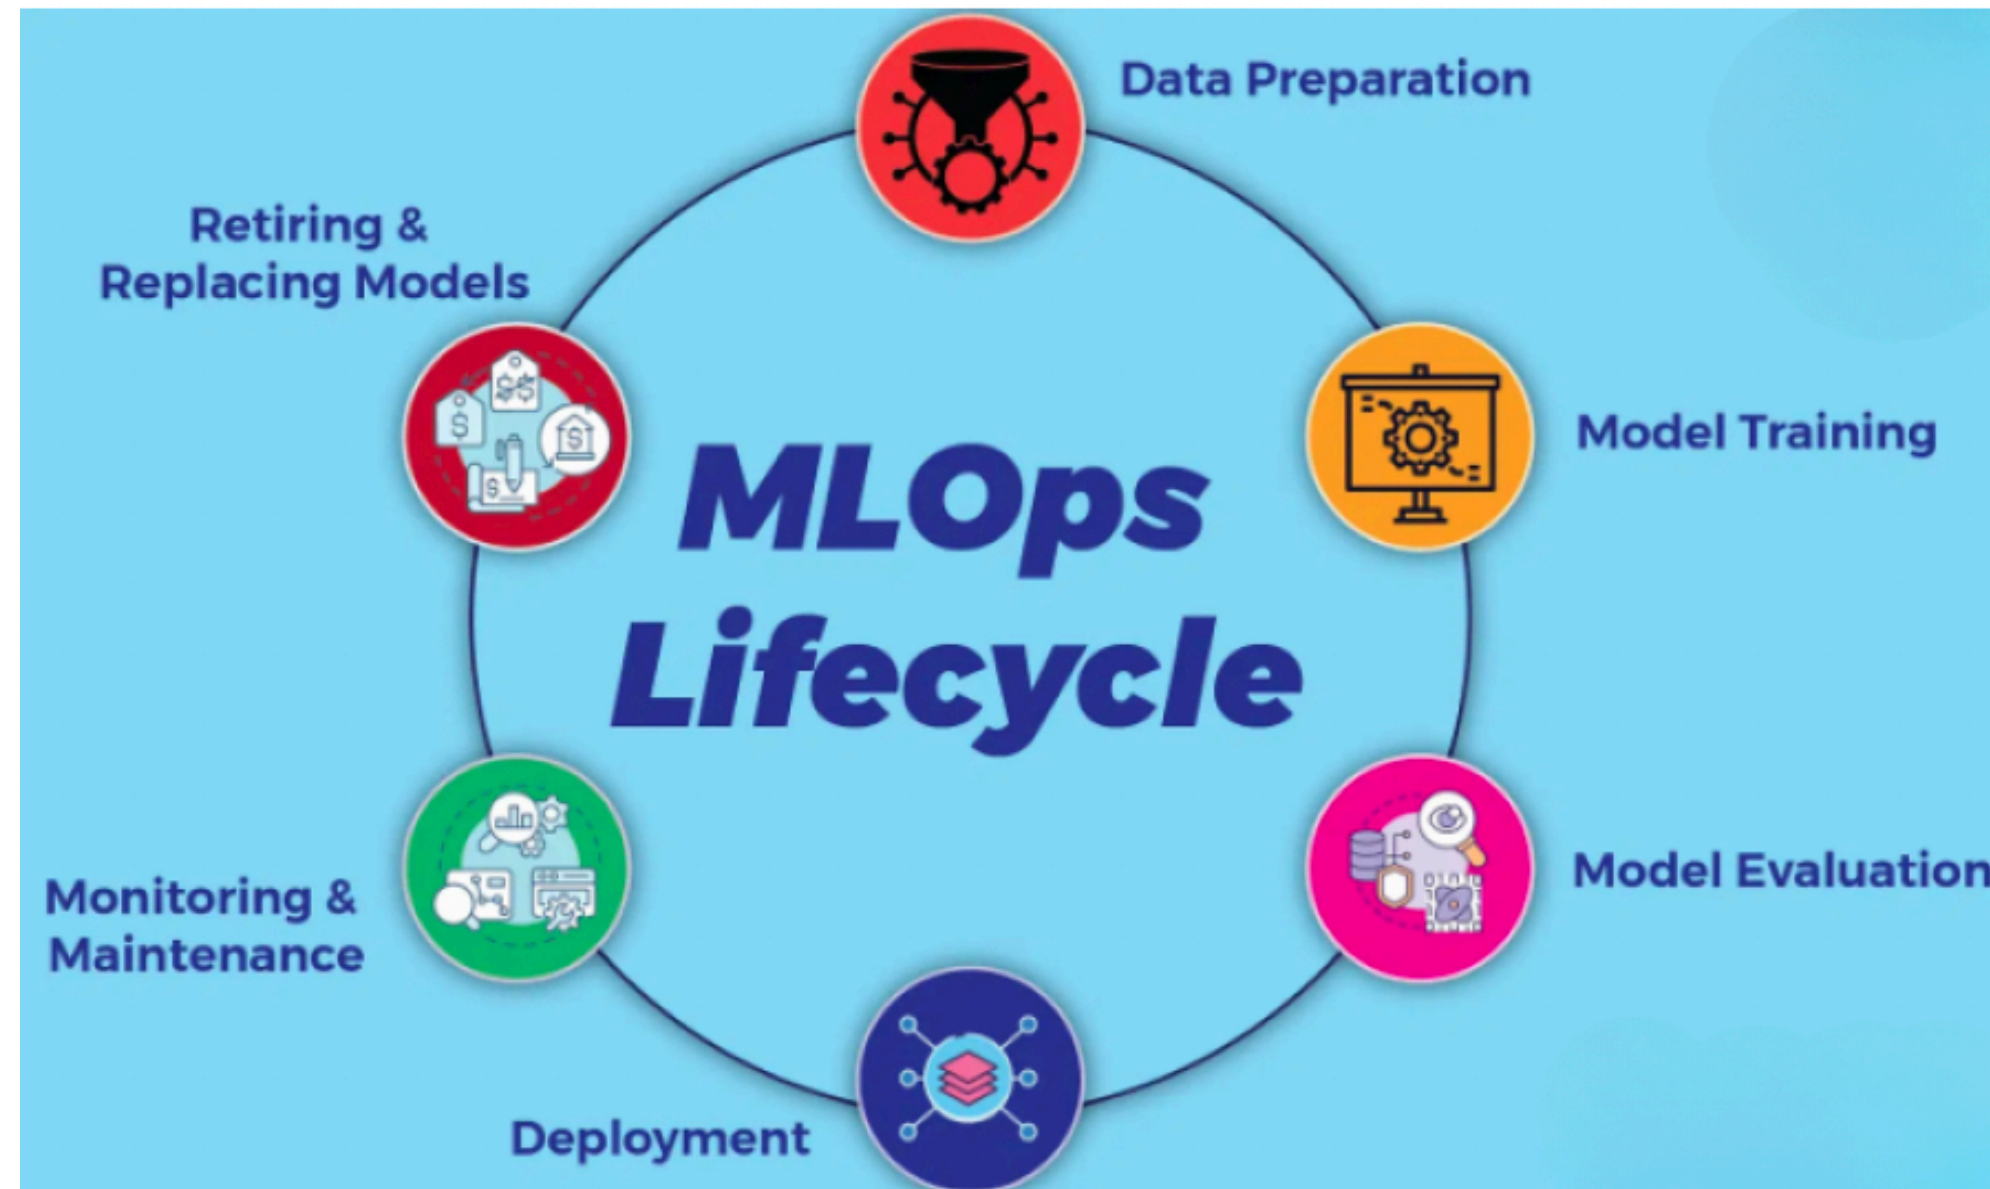 Data Preparation
Retiring &
Replacing Models
Model Training
MLOps
Lifecycle
Model Evaluation
Monitoring &
Maintenance
Deployment